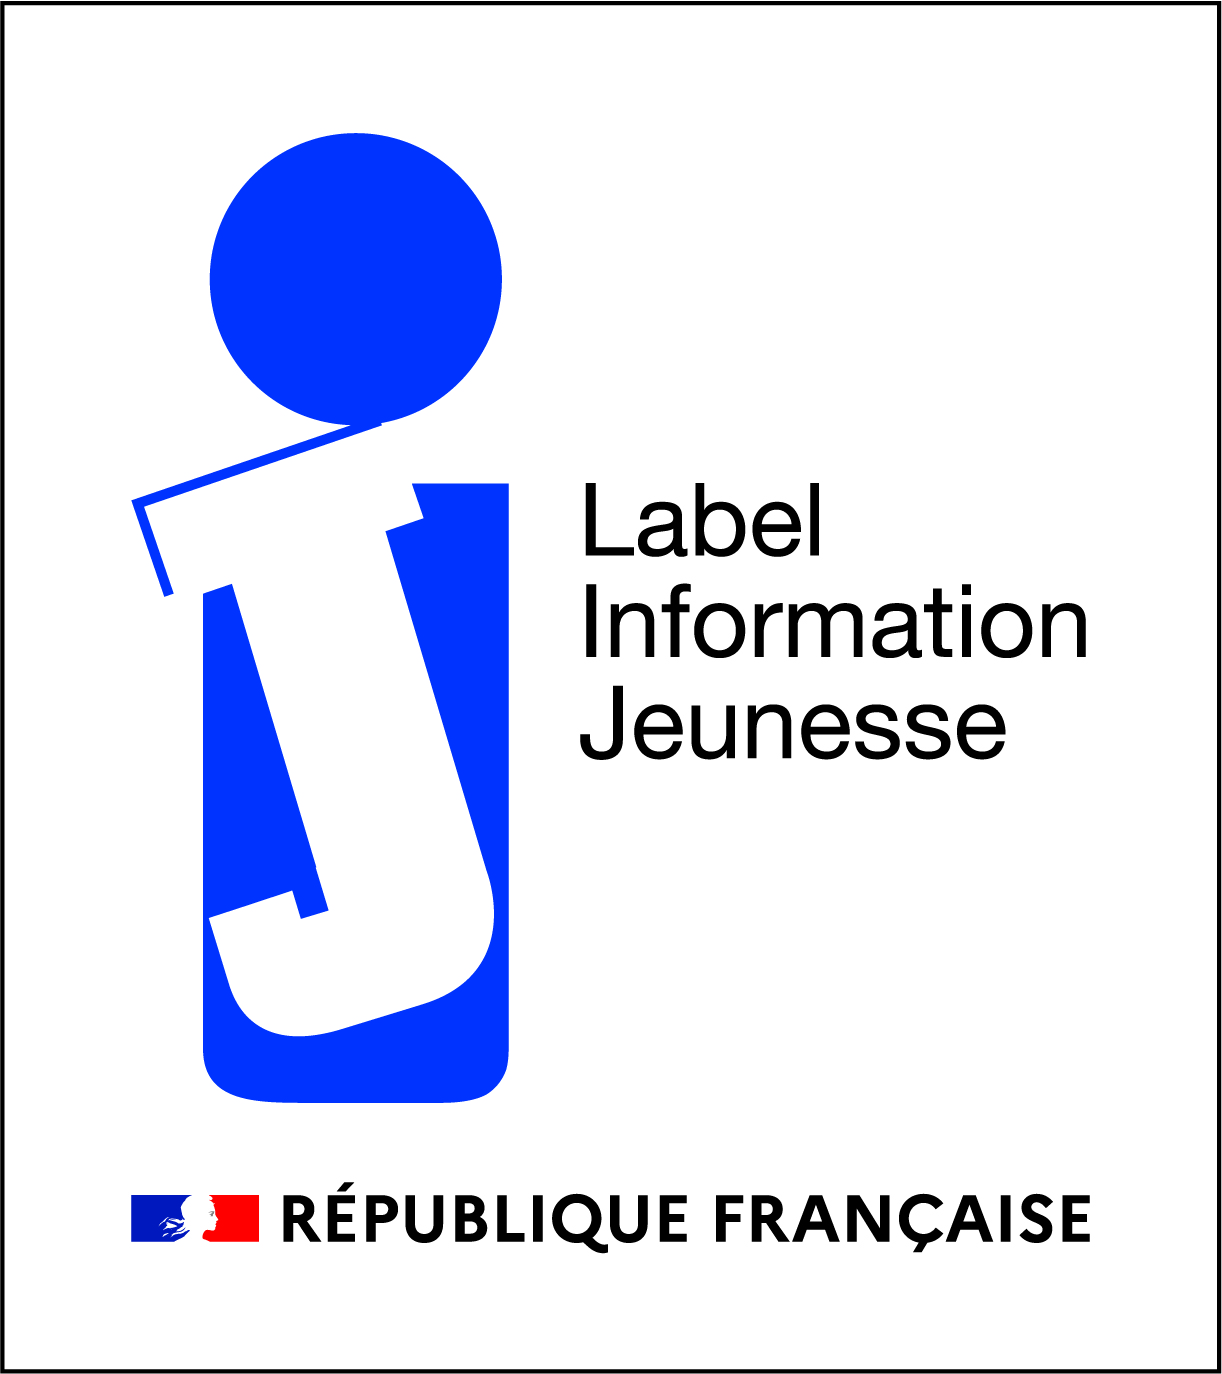 Label
Information
Jeunesse
RÉPUBLIQUE FRANÇAISE